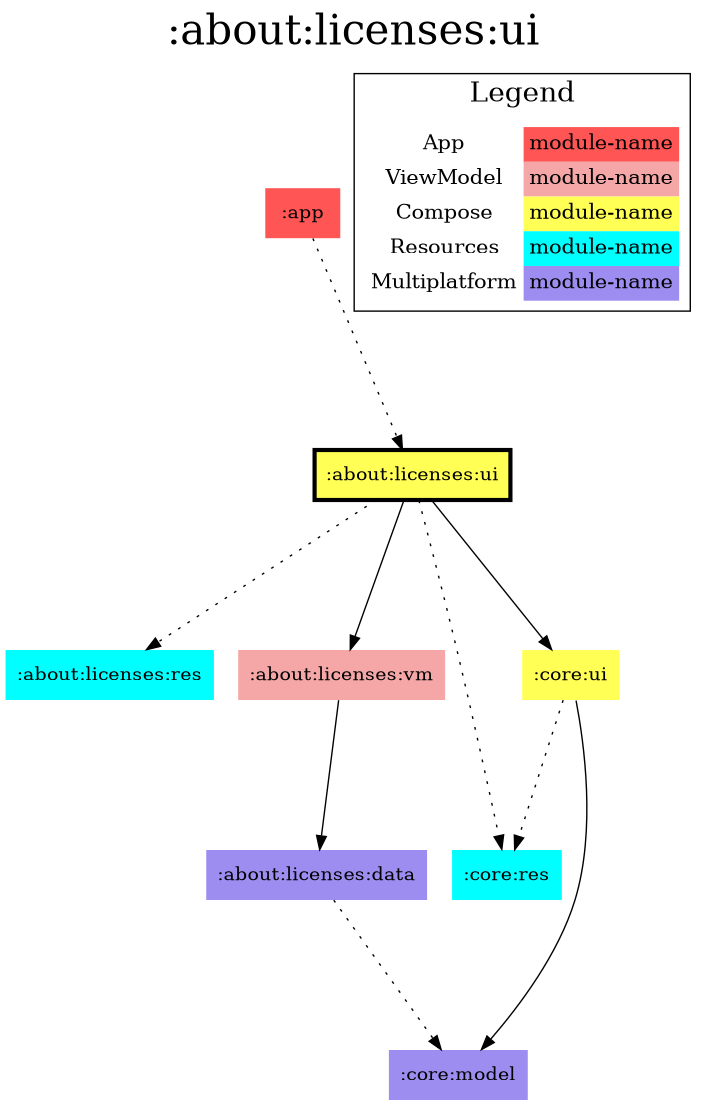 :about:licenses:ui
Legend
App module-name
ViewModel module-name
Compose module-name
Resources module-name
Multiplatform module-name
:app
:about:licenses:ui
:about:licenses:res
:about:licenses:vm
:core:ui
:about:licenses:data
:core:res
:core:model